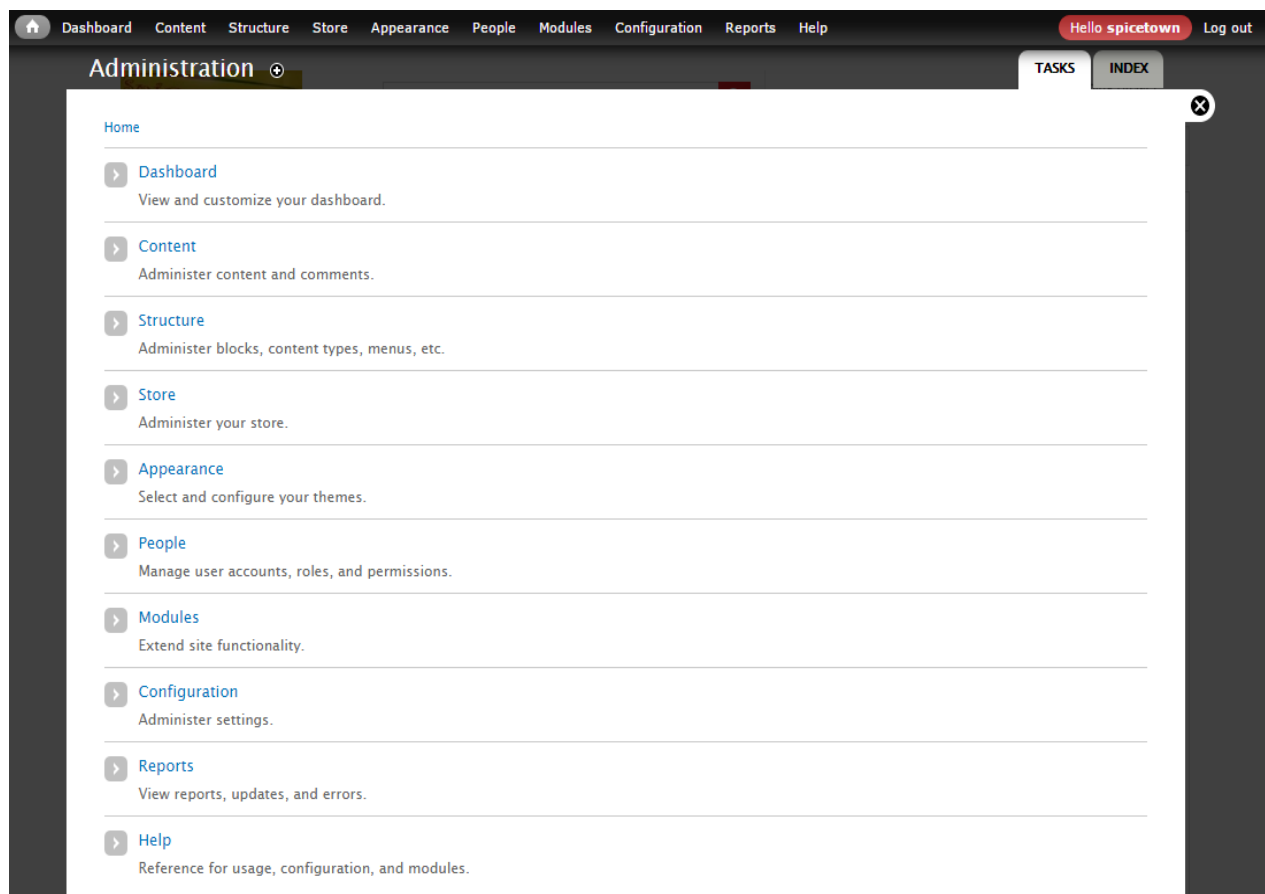 Dashboard Content Structure Store Appearance People Modules Configuration Reports Help Hello spicetown Log out
Administration
TASKS INDEX
Home
Dashboard
View and customize your dashboard.
Content
Administer content and comments.
Structure
Administer blocks, content types, menus, etc.
Store
Administer your store.
Appearance
Select and configure your themes.
People
Manage user accounts, roles, and permissions.
Modules
Extend site functionality.
Configuration
Administer settings.
Reports
View reports, updates, and errors.
Help
Reference for usage, configuration, and modules.